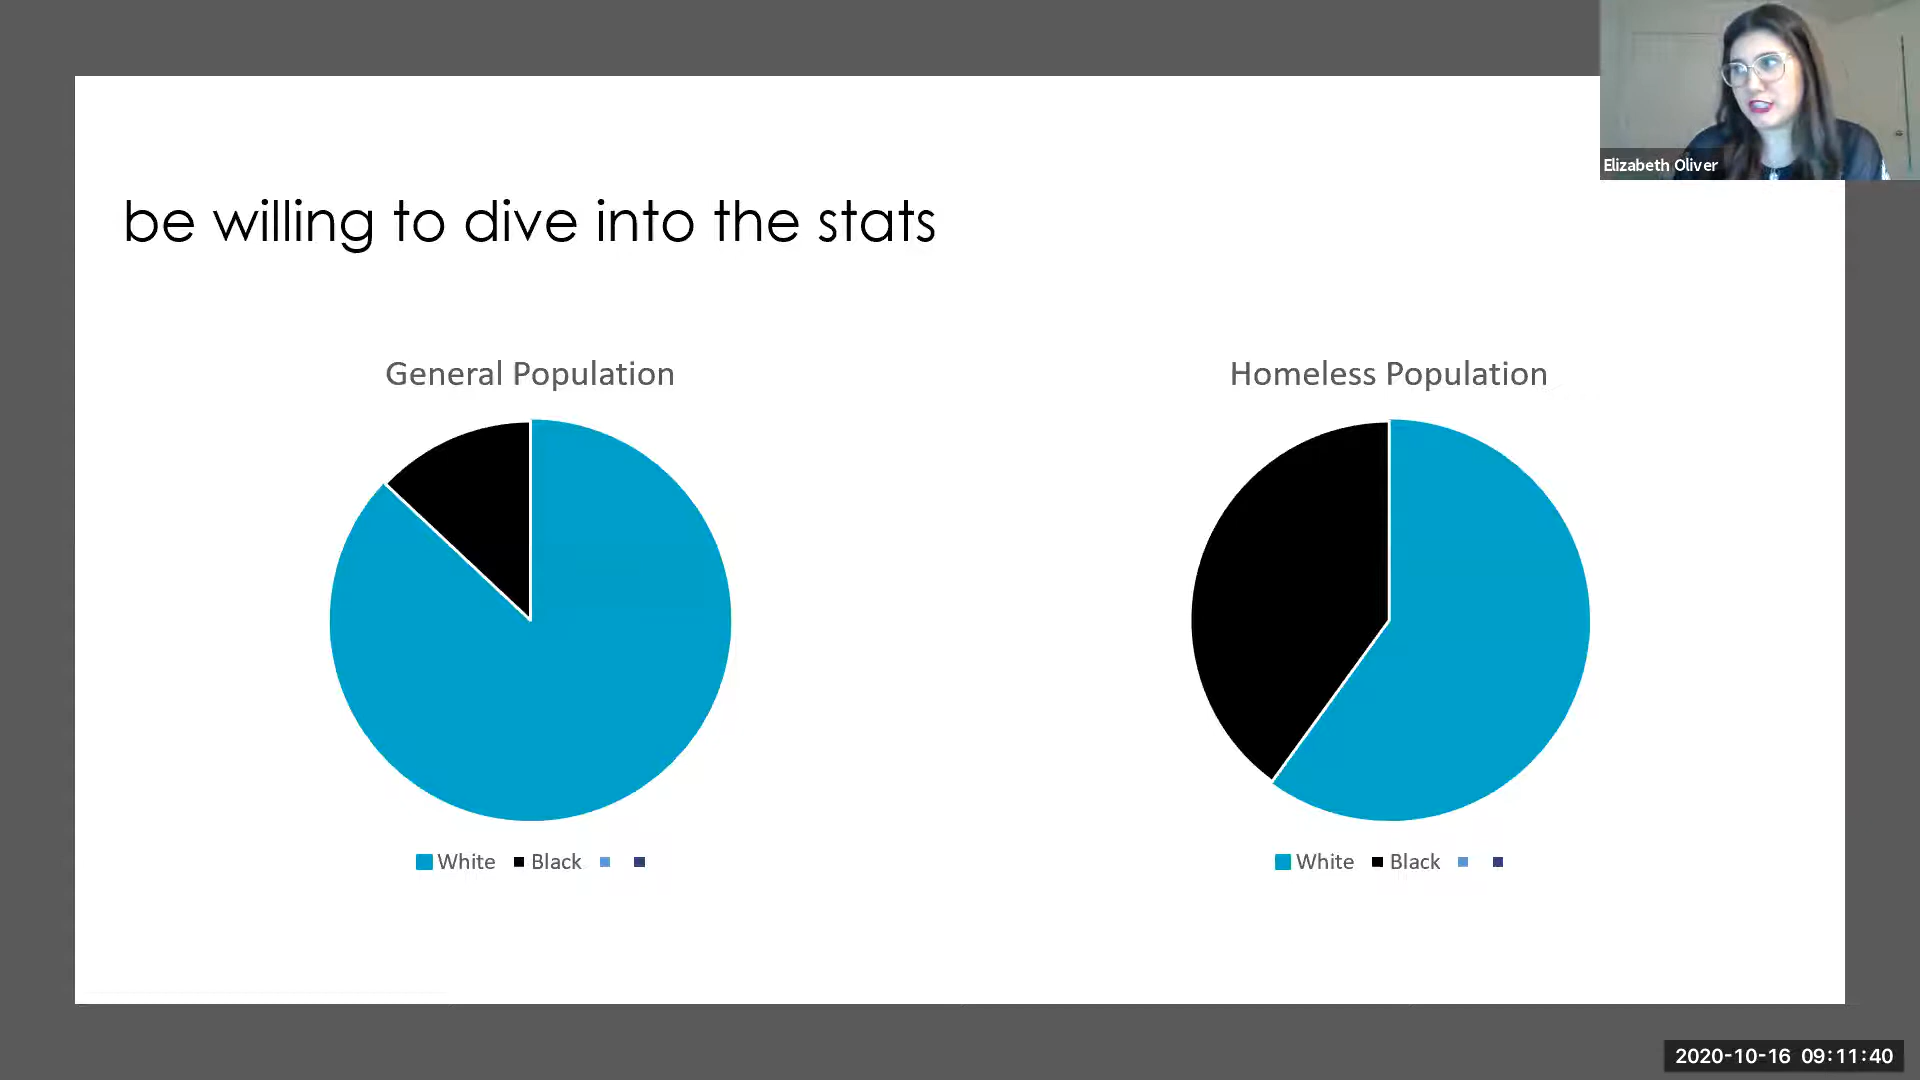 Elizabeth Oliver
be willing to dive into the stats
General Population
Homeless Population
White Black
White Black
2020-10-16 09:11:40